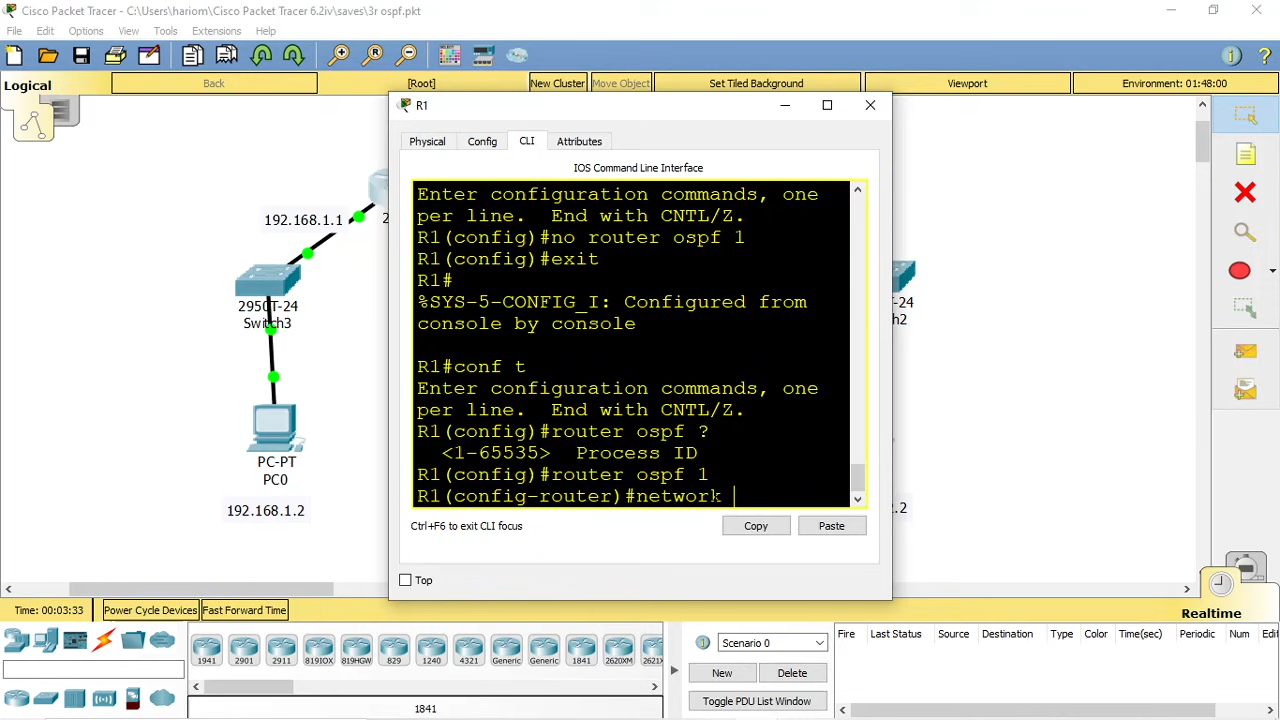 Cisco Packet Tracer - C:\Users\hariom\Cisco Packet Tracer 6.2iv\saves\3r ospf.pkt
File Edit Options View Tools Extensions Help
Logical Back [Root] New Cluster Move Object Set Tiled Background Viewport Environment: 01:48:00
R1
Physical Config CLI Attributes
IOS Command Line Interface
Enter configuration commands, one
per line.  End with CNTL/Z.
R1(config)#no router ospf 1
R1(config)#exit
R1#
%SYS-5-CONFIG_I: Configured from
console by console
R1#conf t
Enter configuration commands, one
per line.  End with CNTL/Z.
R1(config)#router ospf ?
<1-65535>  Process ID
R1(config)#router ospf 1
R1(config-router)#network
Ctrl+F6 to exit CLI focus
Copy Paste
Top
192.168.1.1
2
2950T-24
Switch3
PC-PT
PC0
192.168.1.2
-24
h2
.2
Time: 00:03:33 Power Cycle Devices Fast Forward Time
Realtime
1941 2901 2911 819IOX 819HGW 829 1240 4321 Generic Generic 1841 2620XM 2621X
1841
Scenario 0
New Delete
Toggle PDU List Window
Fire Last Status Source Destination Type Color Time(sec) Periodic Num Edi